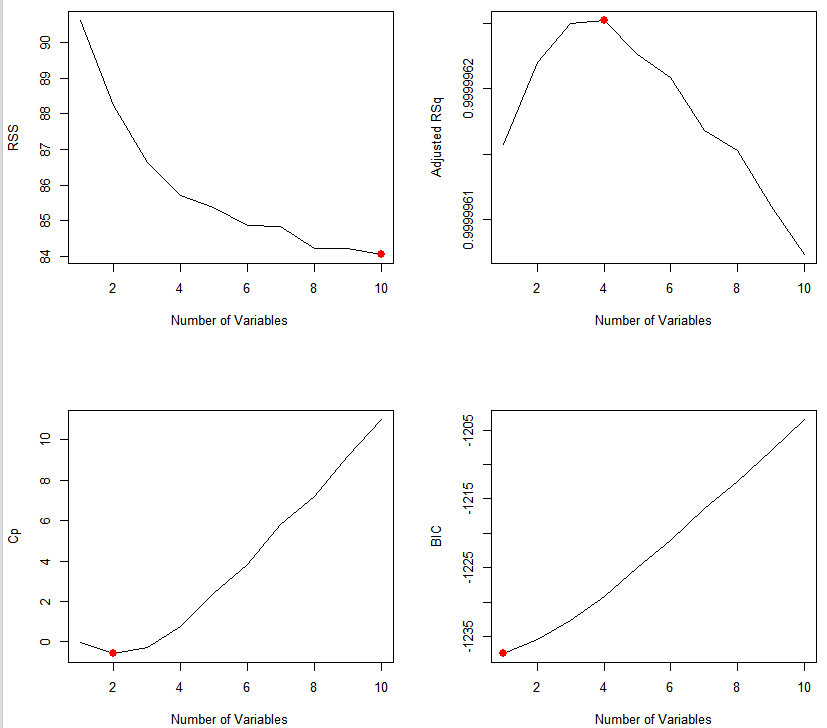 RSS
90
89
88
87
86
85
84
2 4 6 8 10
Number of Variables
Adjusted RSq
0.9999962
0.9999961
2 4 6 8 10
Number of Variables
Cp
10
8
6
4
2
0
2 4 6 8 10
Number of Variables
BIC
-1205
-1215
-1225
-1235
2 4 6 8 10
Number of Variables